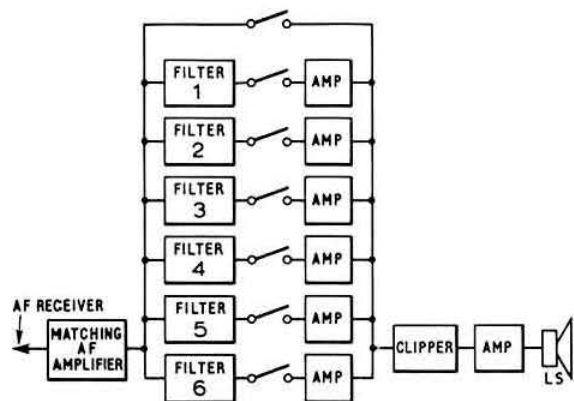 FILTER
1
AMP
FILTER
2
AMP
FILTER
3
AMP
FILTER
4
AMP
AF RECEIVER
MATCHING
AF
AMPLIFIER
FILTER
5
AMP
CLIPPER
AMP
LS
FILTER
6
AMP